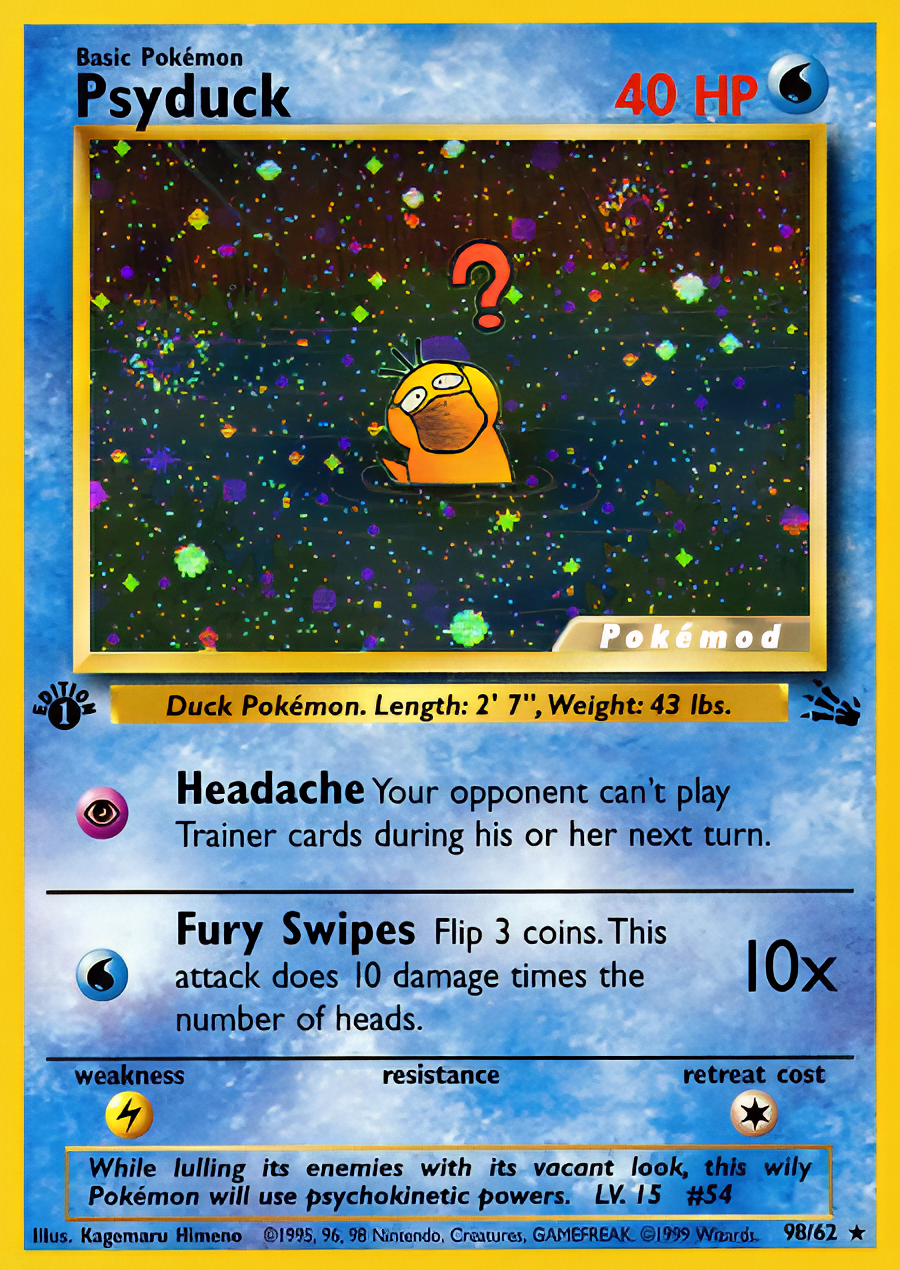 Basic Pokémon
Psyduck
40 HP
?
Pokémod
EDITION
1
Duck Pokémon. Length: 2' 7", Weight: 43 lbs.
Headache Your opponent can't play
Trainer cards during his or her next turn.
Fury Swipes Flip 3 coins. This
attack does 10 damage times the
number of heads.
10x
weakness resistance retreat cost
While lulling its enemies with its vacant look, this wily
Pokémon will use psychokinetic powers. LV. 15 #54
Illus. Kagemaru Himeno ©1995, 96, 98 Nintendo, Creatures, GAMEFREAK. ©1999 Wizards. 98/62 ★